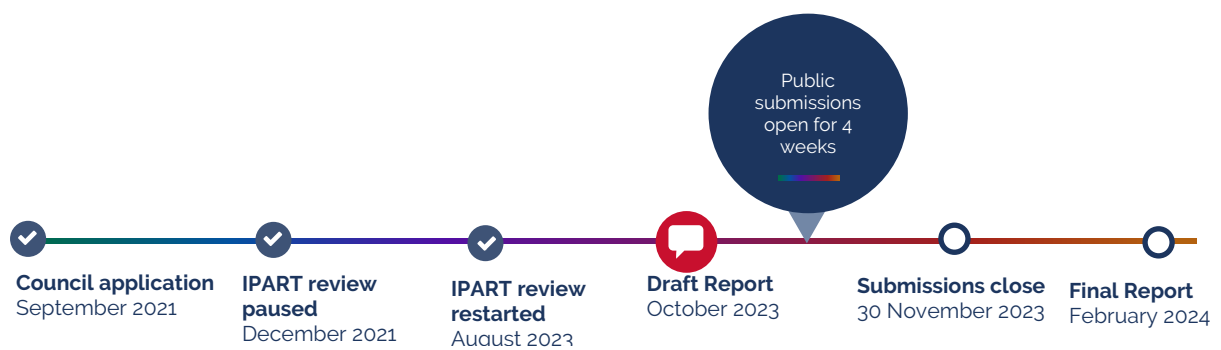 Public
submissions
open for 4
weeks
Council application
September 2021
IPART review
paused
December 2021
IPART review
restarted
August 2023
Draft Report
October 2023
Submissions close
30 November 2023
Final Report
February 2024